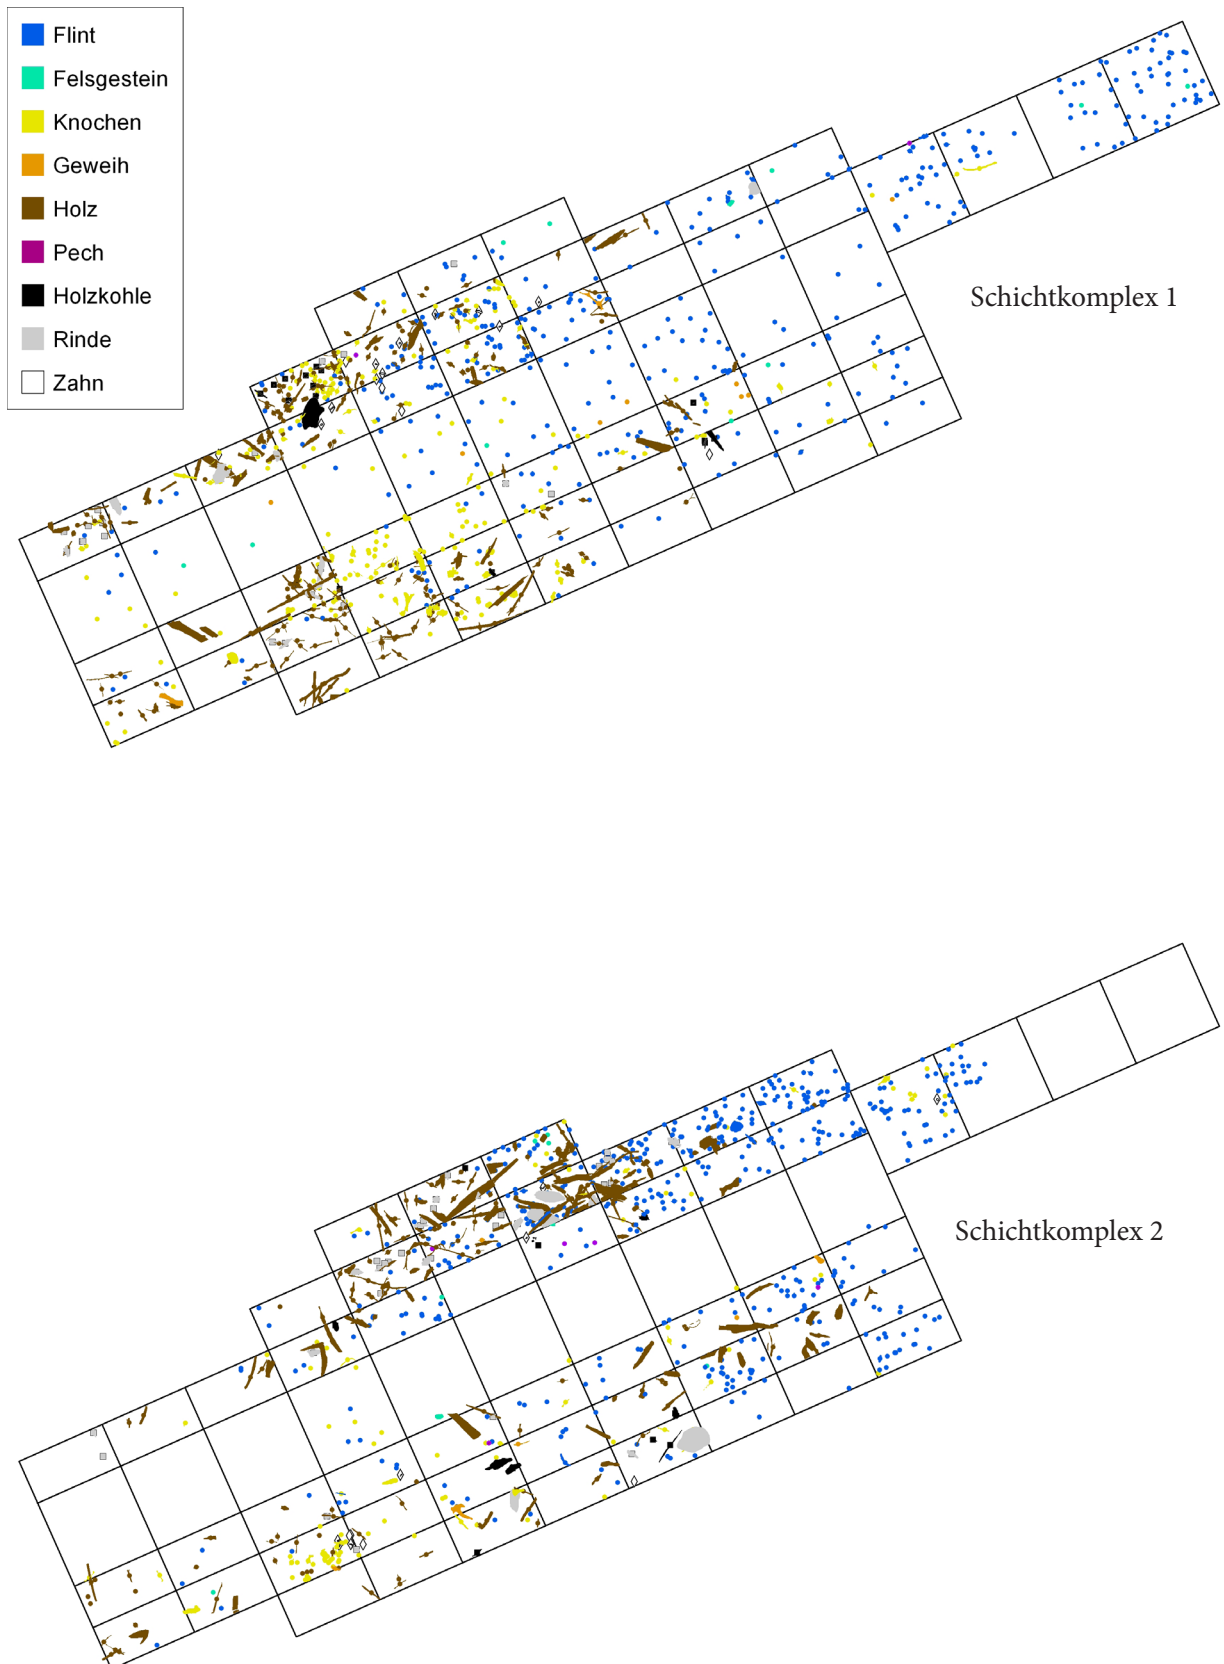 Flint
Felsgestein
Knochen
Geweih
Holz
Pech
Holzkohle
Rinde
Zahn
Schichtkomplex 1
Schichtkomplex 2